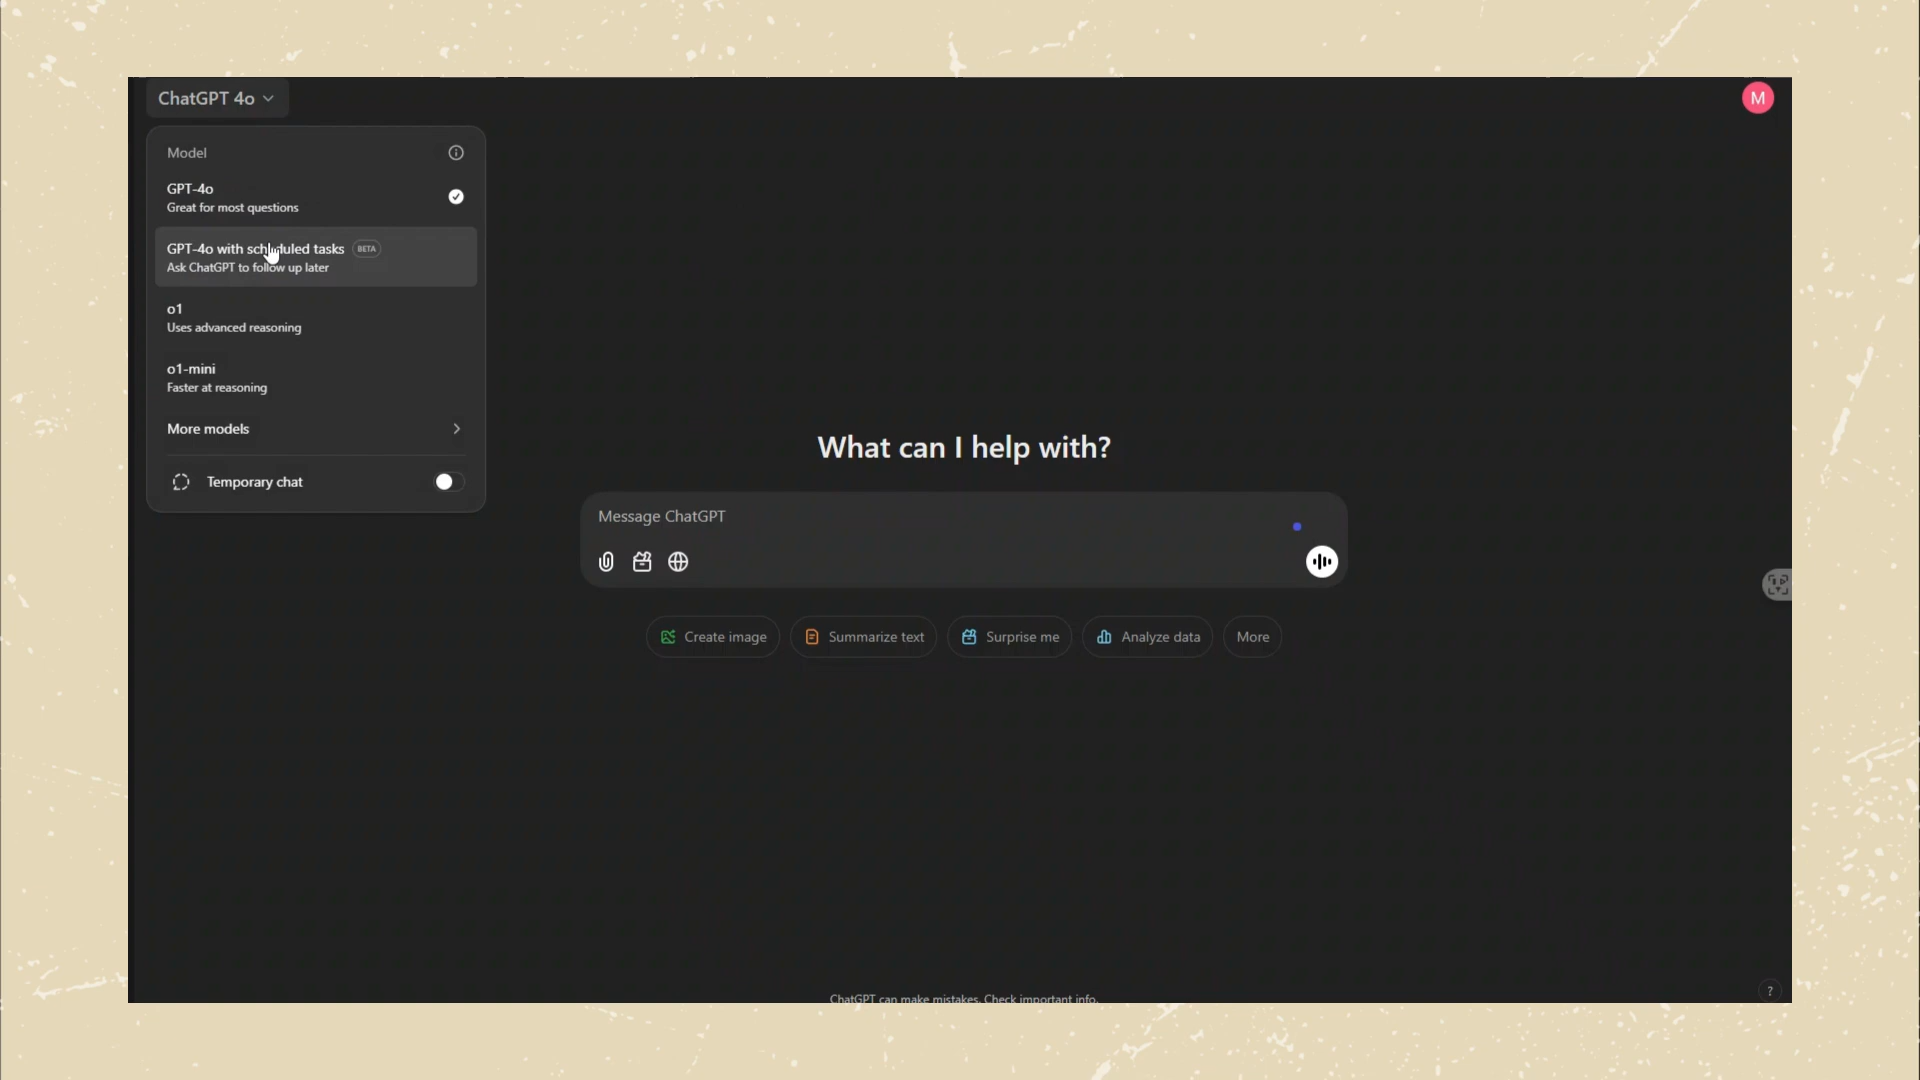 ChatGPT 4o
M
Model
GPT-4o
Great for most questions
GPT-4o with scheduled tasks BETA
Ask ChatGPT to follow up later
o1
Uses advanced reasoning
o1-mini
Faster at reasoning
More models
Temporary chat
What can I help with?
Message ChatGPT
Create image Summarize text Surprise me Analyze data More
ChatGPT can make mistakes. Check important info.
?